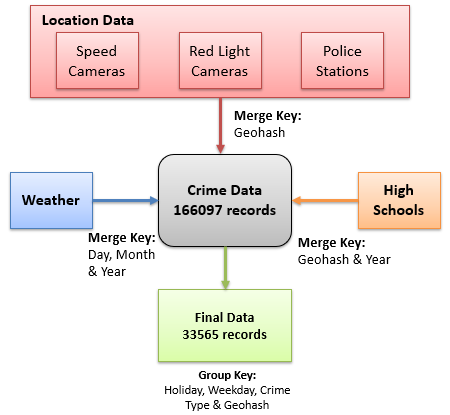 Location Data
Speed
Cameras
Red Light
Cameras
Police
Stations
Merge Key:
Geohash
Weather
Crime Data
166097 records
High
Schools
Merge Key:
Day, Month
& Year
Merge Key:
Geohash & Year
Final Data
33565 records
Group Key:
Holiday, Weekday, Crime
Type & Geohash